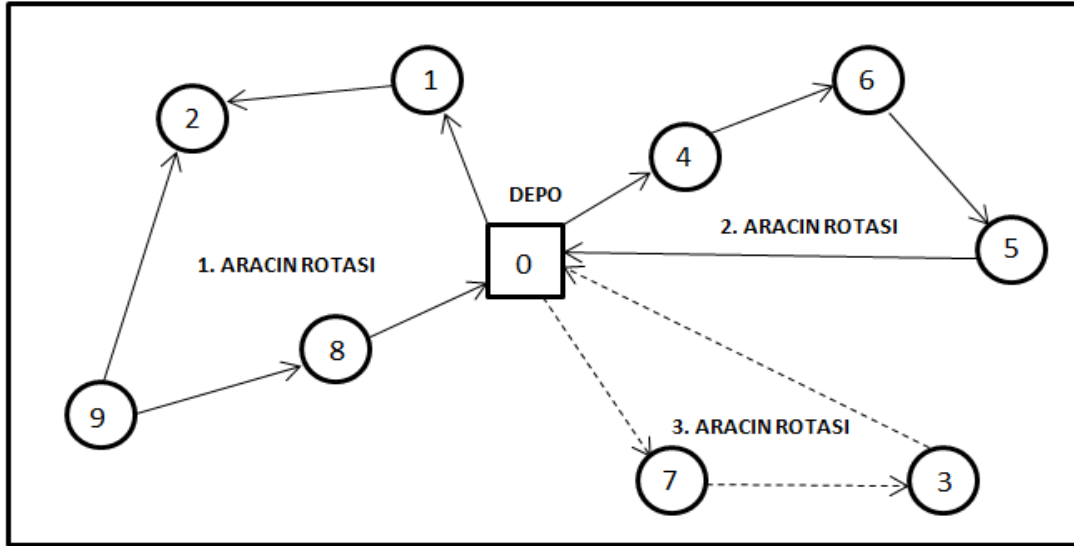 6
1
2
4
DEPO
2. ARACIN ROTASI
5
1. ARACIN ROTASI
0
8
9
3. ARACIN ROTASI
7
3